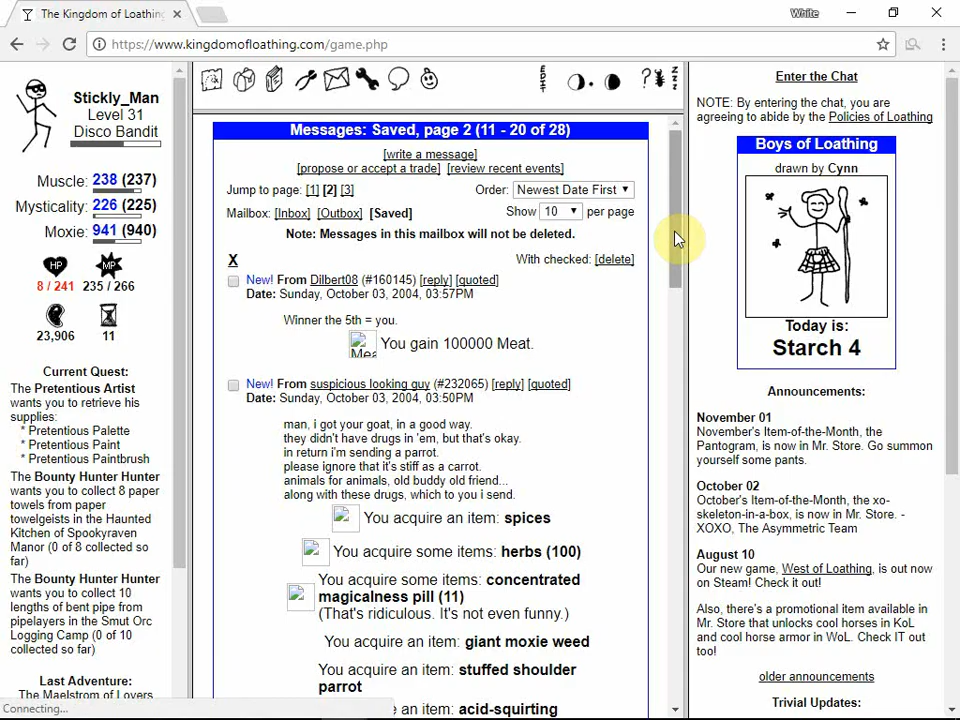 The Kingdom of Loathin
White
https://www.kingdomofloathing.com/game.php
Stickly_Man
Level 31
Disco Bandit
Muscle: 238 (237)
Mysticality: 226 (225)
Moxie: 941 (940)
HP
MP
8 / 241
235 / 266
23,906
11
Current Quest:
The Pretentious Artist
wants you to retrieve his
supplies:
* Pretentious Palette
* Pretentious Paint
* Pretentious Paintbrush
The Bounty Hunter Hunter
wants you to collect 8 paper
towels from paper
towelgeists in the Haunted
Kitchen of Spookyraven
Manor (0 of 8 collected so
far)
The Bounty Hunter Hunter
wants you to collect 10
lengths of bent pipe from
pipelayers in the Smut Orc
Logging Camp (0 of 10
collected so far)
Last Adventure:
The Maelstrom of Lovers
Connecting...
EDIT
?
ZZZ
Messages: Saved, page 2 (11 - 20 of 28)
[write a message]
[propose or accept a trade] [review recent events]
Jump to page: [1] [2] [3]
Order: Newest Date First
Mailbox: [Inbox] [Outbox] [Saved]
Show 10 per page
Note: Messages in this mailbox will not be deleted.
X
With checked: [delete]
New! From Dilbert08 (#160145) [reply] [quoted]
Date: Sunday, October 03, 2004, 03:57PM
Winner the 5th = you.
Mea
You gain 100000 Meat.
New! From suspicious looking guy (#232065) [reply] [quoted]
Date: Sunday, October 03, 2004, 03:50PM
man, i got your goat, in a good way.
they didn't have drugs in 'em, but that's okay.
in return i'm sending a parrot.
please ignore that it's stiff as a carrot.
animals for animals, old buddy old friend...
along with these drugs, which to you i send.
You acquire an item: spices
You acquire some items: herbs (100)
You acquire some items: concentrated
magicalness pill (11)
(That's ridiculous. It's not even funny.)
You acquire an item: giant moxie weed
You acquire an item: stuffed shoulder
parrot
e an item: acid-squirting
Enter the Chat
NOTE: By entering the chat, you are
agreeing to abide by the Policies of Loathing
Boys of Loathing
drawn by Cynn
Today is:
Starch 4
Announcements:
November 01
November's Item-of-the-Month, the
Pantogram, is now in Mr. Store. Go summon
yourself some pants.
October 02
October's Item-of-the-Month, the xo-
skeleton-in-a-box, is now in Mr. Store. -
XOXO, The Asymmetric Team
August 10
Our new game, West of Loathing, is out now
on Steam! Check it out!
Also, there's a promotional item available in
Mr. Store that unlocks cool horses in KoL
and cool horse armor in WoL. Check IT out
too!
older announcements
Trivial Updates: